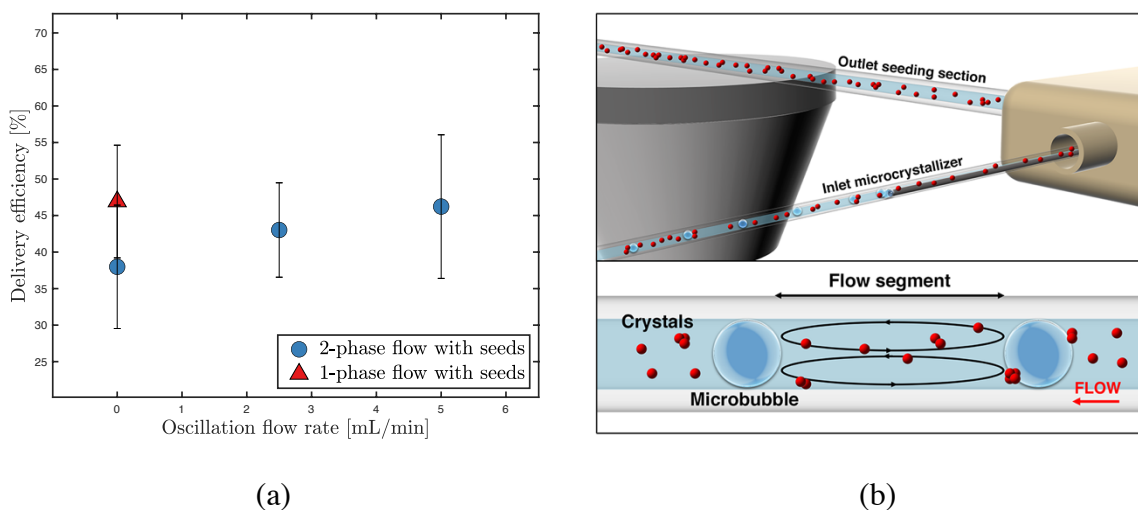 Delivery efficiency [%]
70
65
60
55
50
45
40
35
30
25
0
1
2
3
4
5
6
Oscillation flow rate [mL/min]
2-phase flow with seeds
1-phase flow with seeds
(a)
Outlet seeding section
Inlet microcrystallizer
Flow segment
Crystals
Microbubble
FLOW
(b)